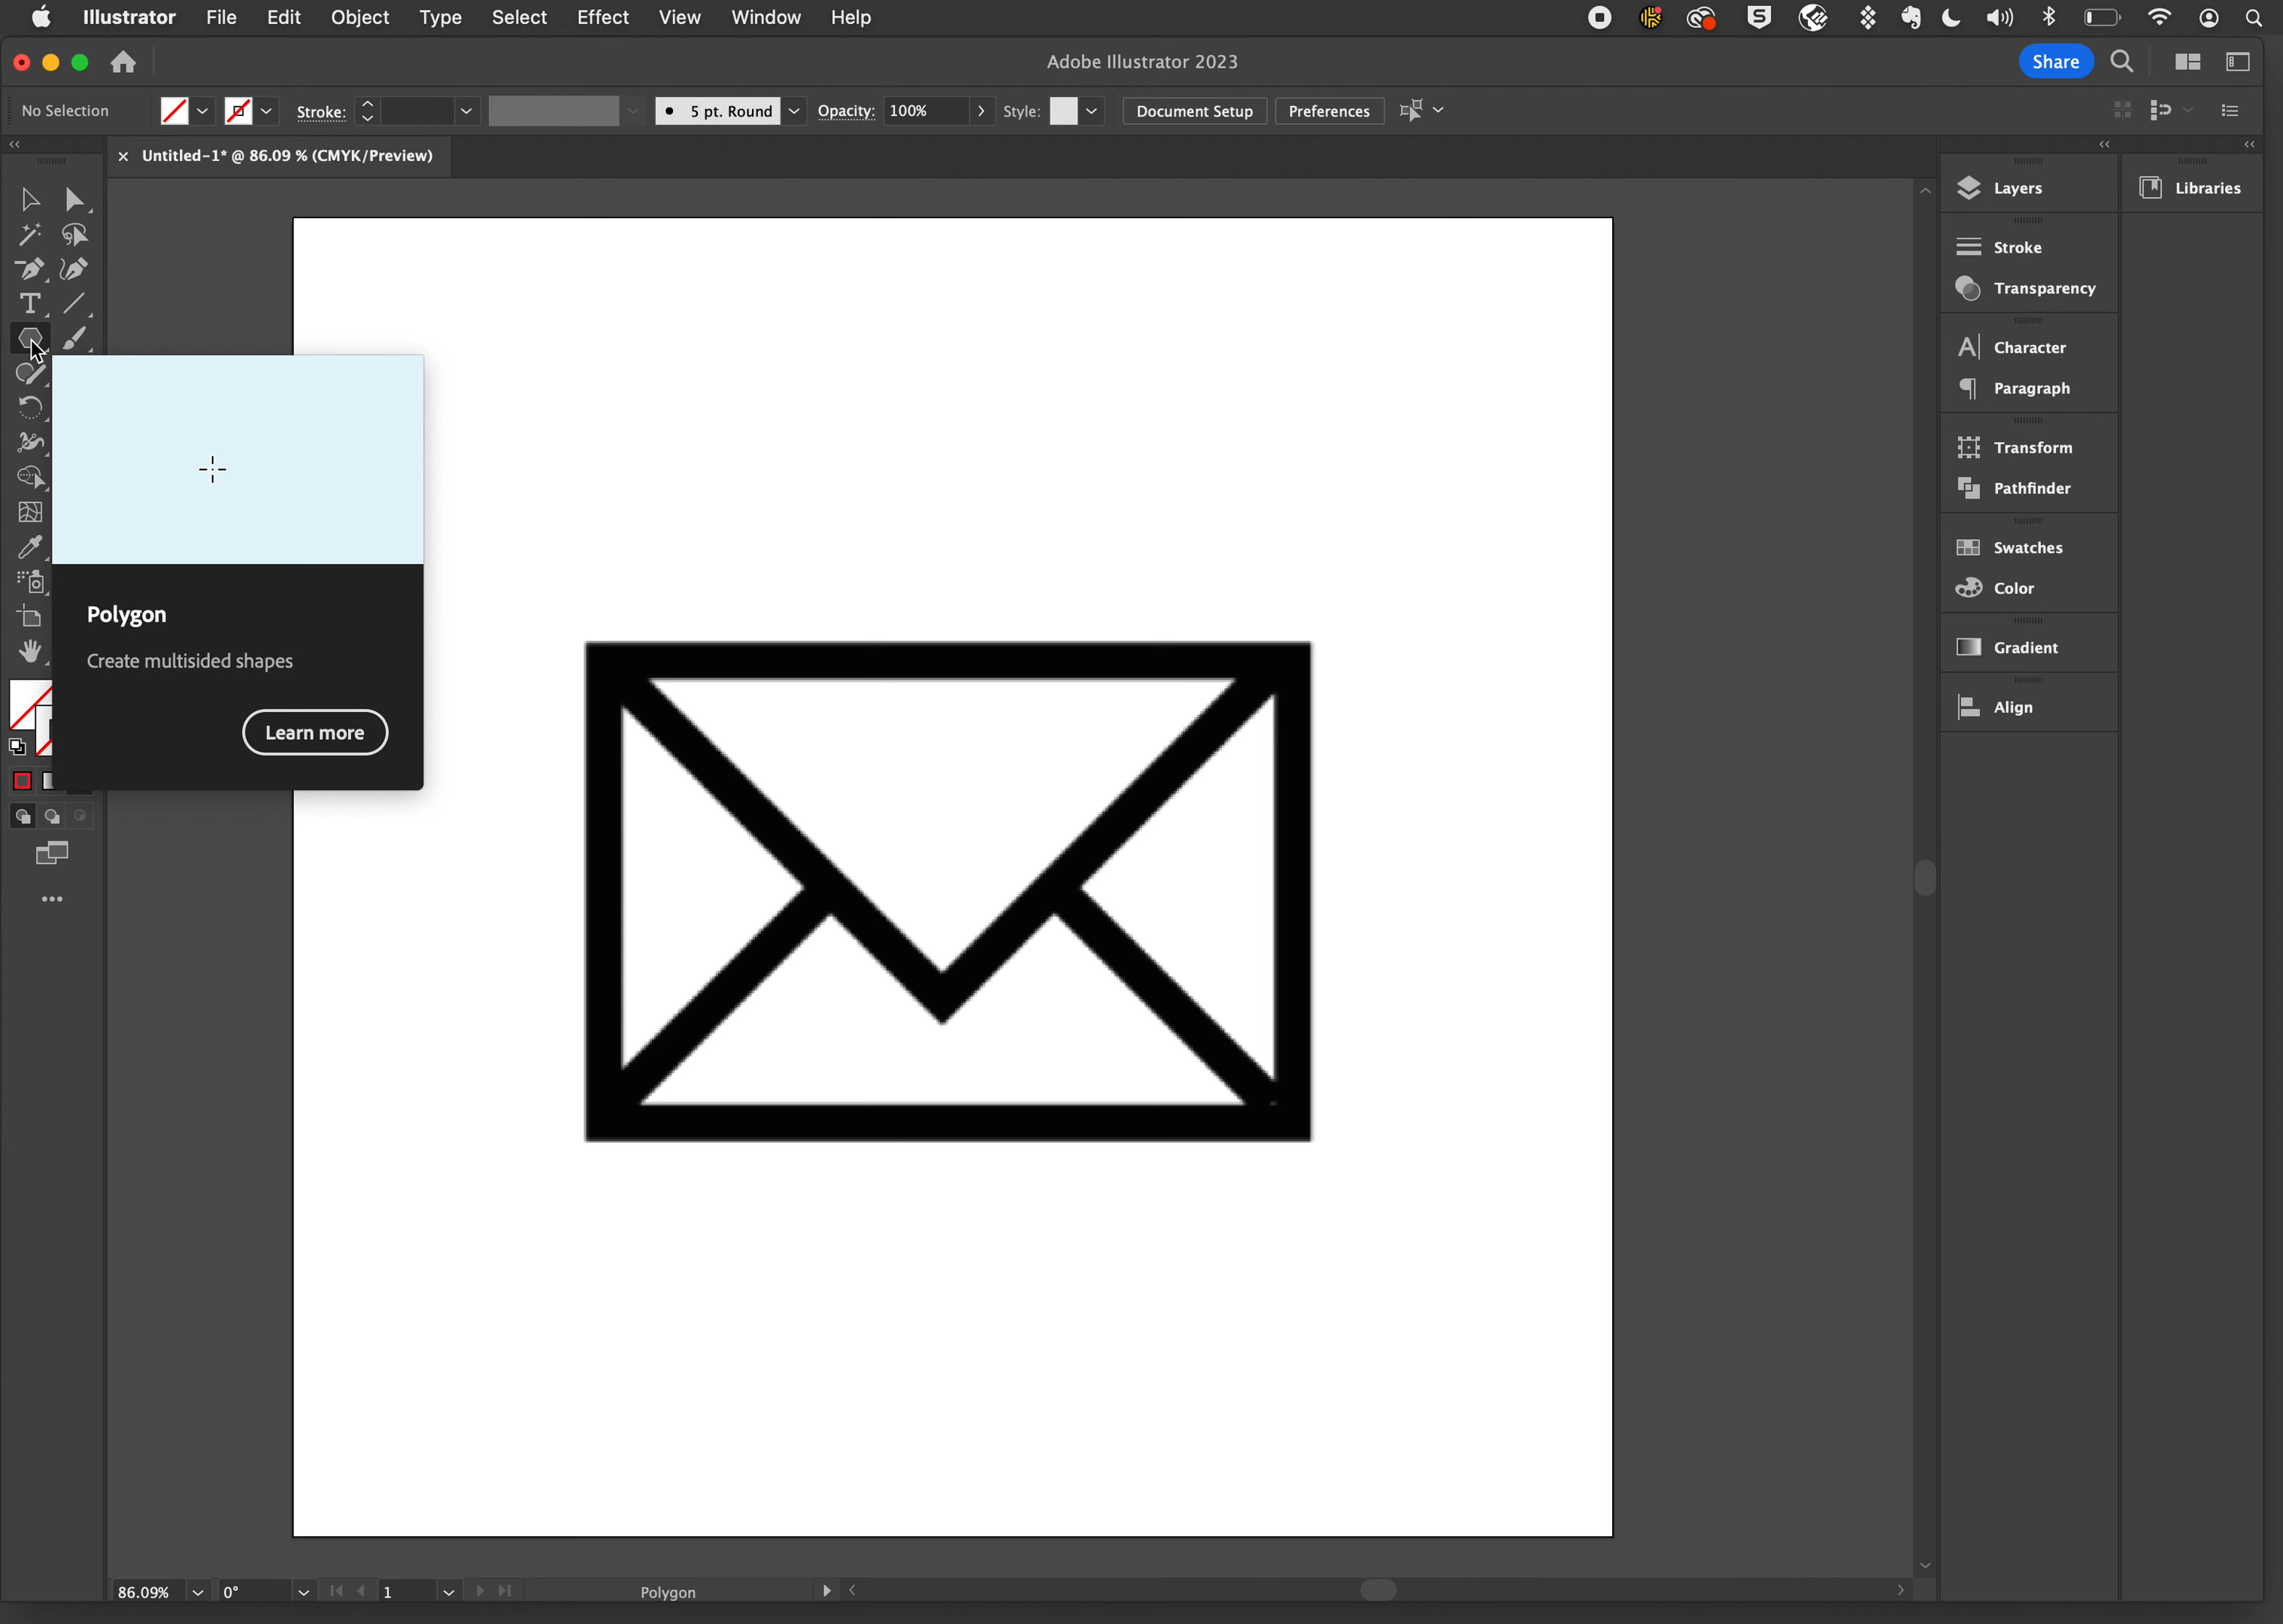 Illustrator File Edit Object Type Select Effect View Window Help
Adobe Illustrator 2023
Share
No Selection
Stroke:
5 pt. Round
Opacity: 100%
Style:
Document Setup
Preferences
Untitled-1* @ 86.09 % (CMYK/Preview)
Layers
Libraries
Stroke
Transparency
Character
Paragraph
Transform
Pathfinder
Swatches
Color
Gradient
Align
Polygon
Create multisided shapes
Learn more
86.09%
0°
1
Polygon